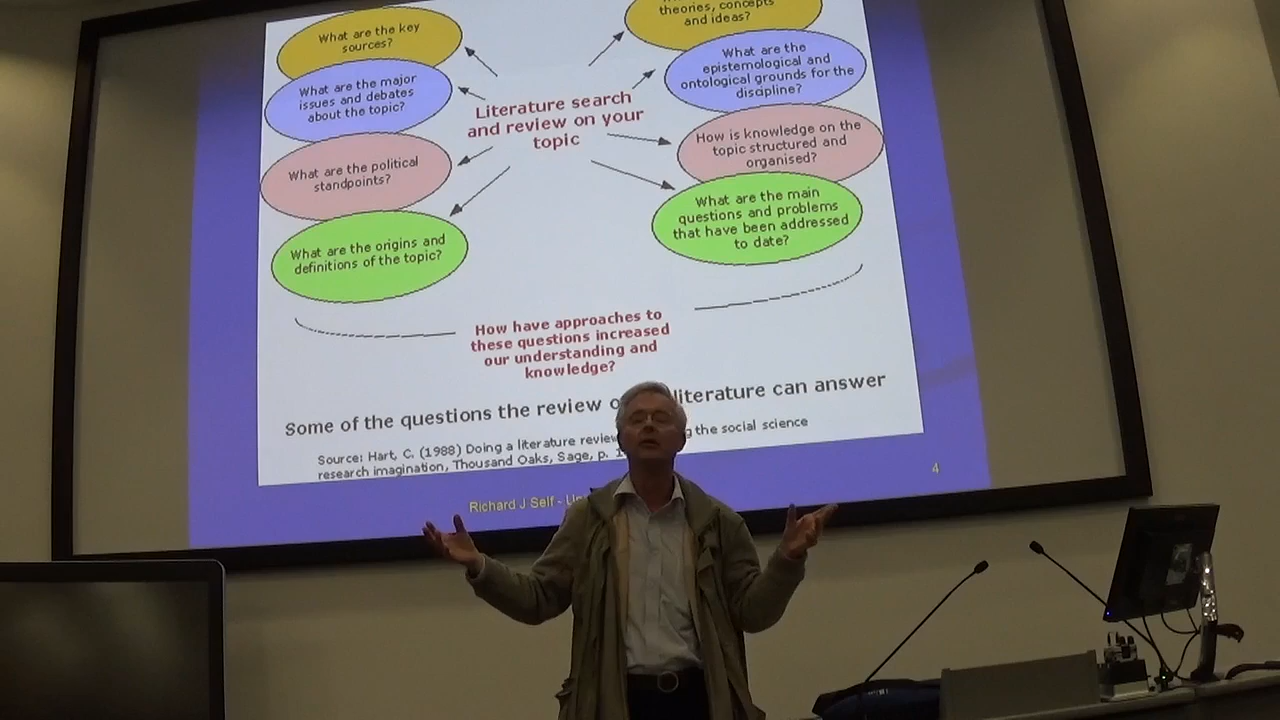 What are the key
sources?
What are the major
issues and debates
about the topic?
What are the political
standpoints?
What are the origins and
definitions of the topic?
Literature search
and review on your
topic
theories, concepts
and ideas?
What are the
epistemological and
ontological grounds for the
discipline?
How is knowledge on the
topic structured and
organised?
What are the main
questions and problems
that have been addressed
to date?
How have approaches to
these questions increased
our understanding and
knowledge?
Some of the questions the review literature can answer
Source: Hart, C. (1988) Doing a literature the social science
research imagination, Thousand Oaks, Sage, p.
Richard J Self -
4